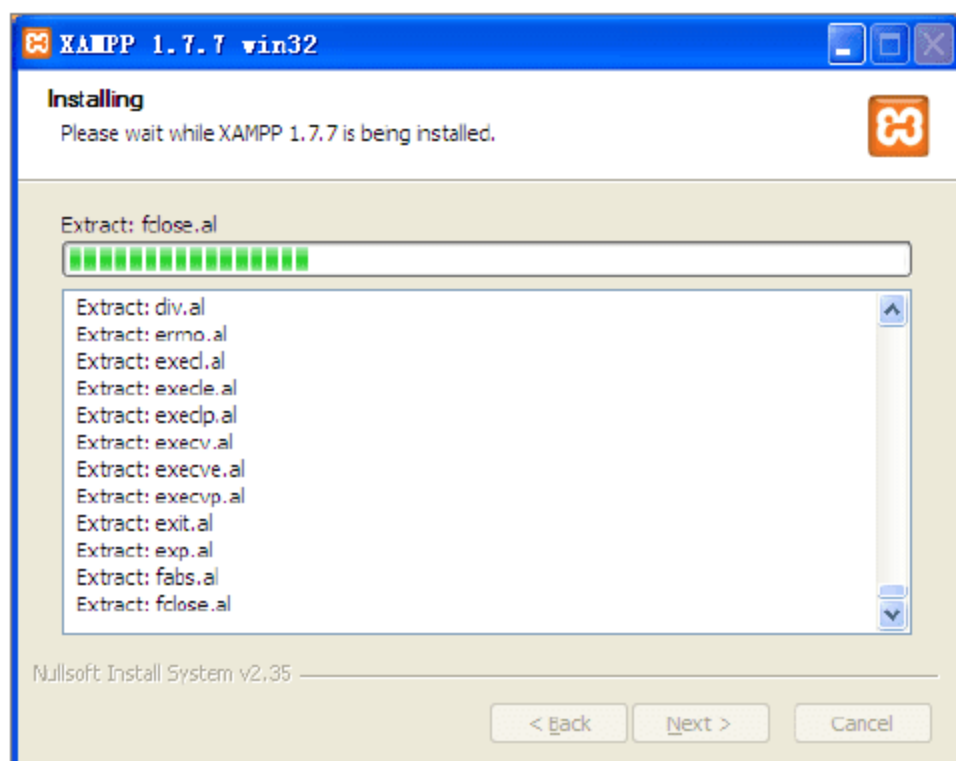 XAMPP 1.7.7 win32
Installing
Please wait while XAMPP 1.7.7 is being installed.
Extract: fclose.al
Extract: div.al
Extract: errno.al
Extract: execl.al
Extract: execle.al
Extract: execlp.al
Extract: execv.al
Extract: execve.al
Extract: execvp.al
Extract: exit.al
Extract: exp.al
Extract: fabs.al
Extract: fclose.al
Nullsoft Install System v2.35
< Back
Next >
Cancel